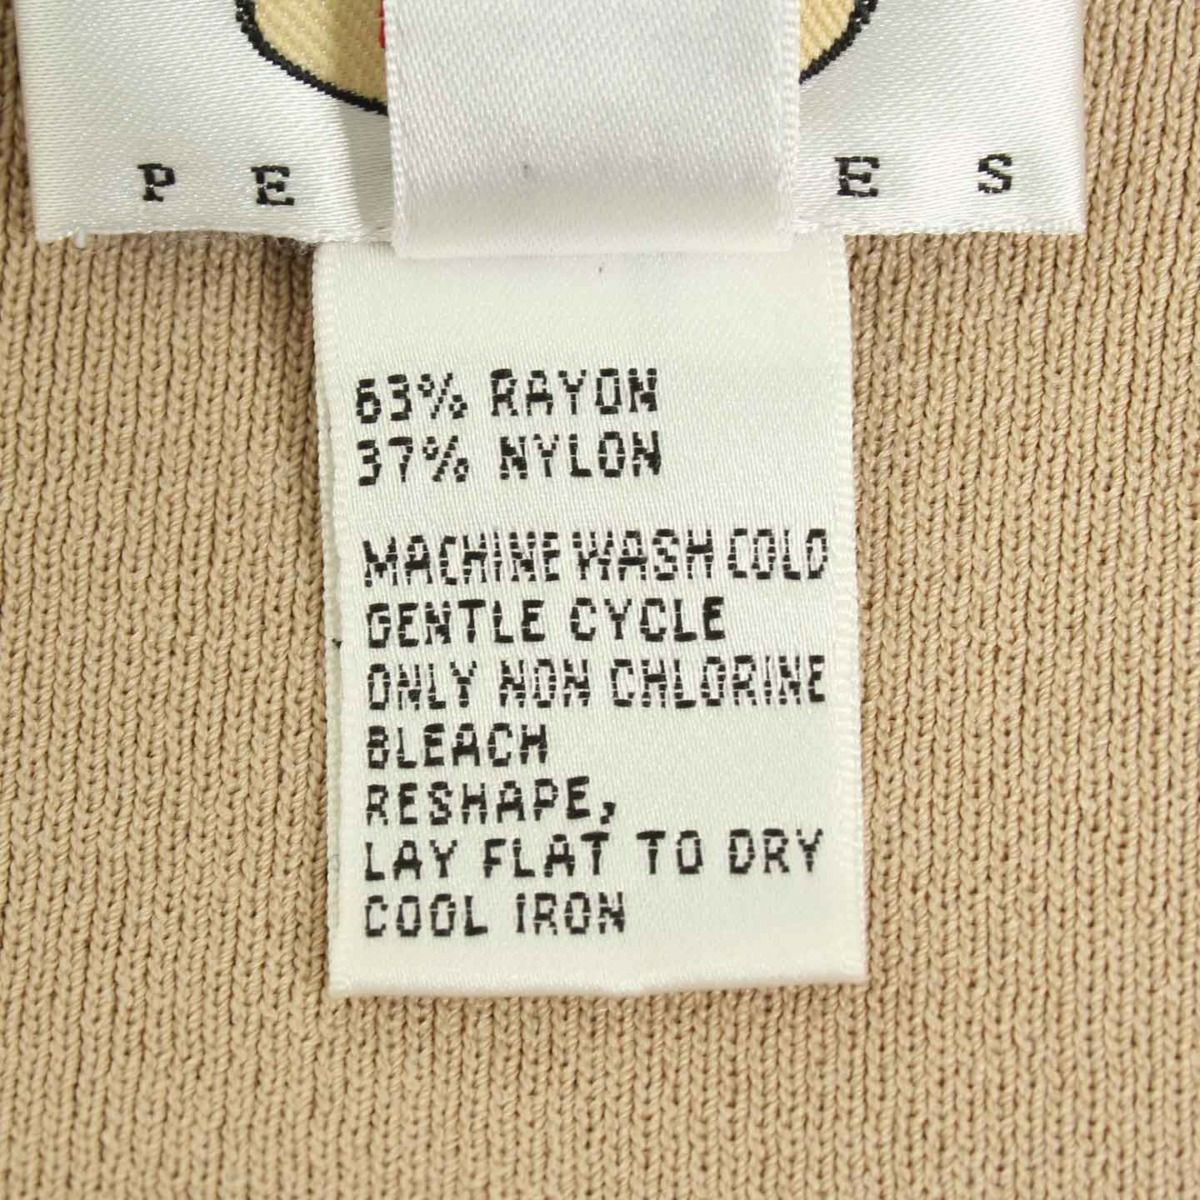 P E E S
63% RAYON
37% NYLON
MACHINE WASH COLD
GENTLE CYCLE
ONLY NON CHLORINE
BLEACH
RESHAPE,
LAY FLAT TO DRY
COOL IRON